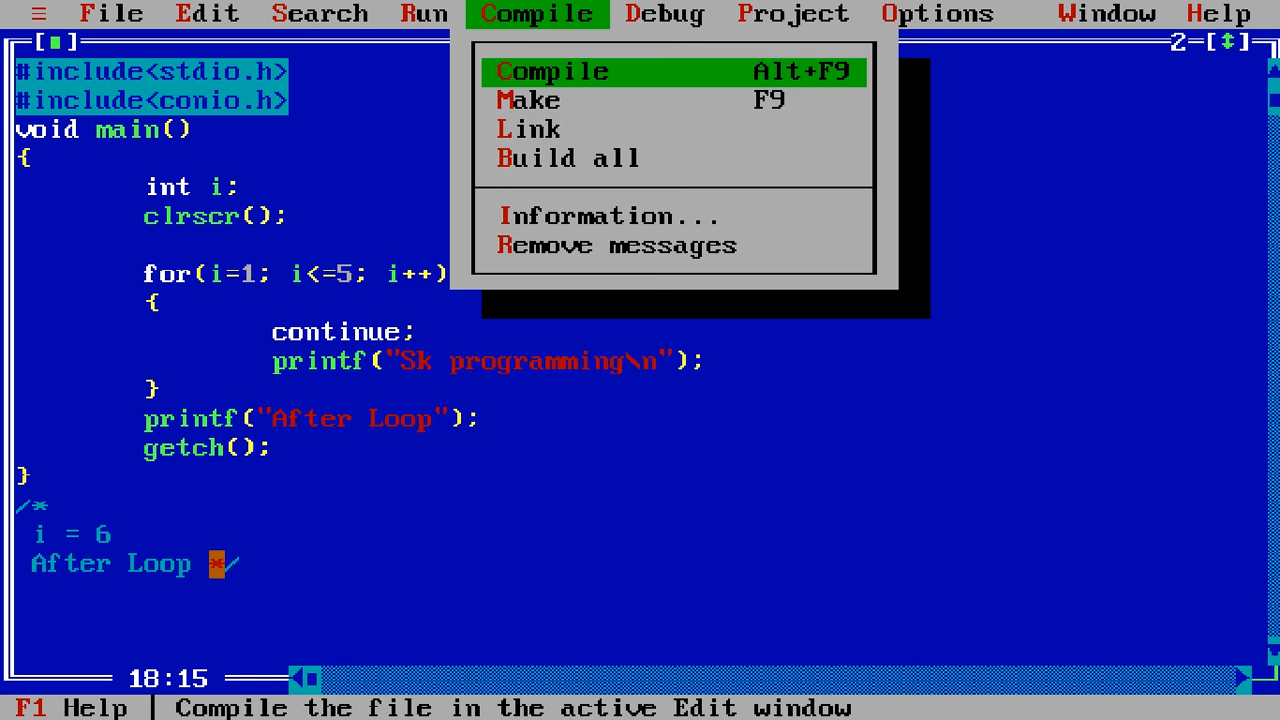 ≡ File Edit Search Run Compile Debug Project Options Window Help
[■] 2=[↕]
#include<stdio.h>
#include<conio.h>
void main()
{
int i;
clrscr();
for(i=1; i<=5; i++)
{
continue;
printf("Sk programming\n");
}
printf("After Loop");
getch();
}
/*
i = 6
After Loop */
Compile Alt+F9
Make F9
Link
Build all
Information...
Remove messages
18:15
F1 Help | Compile the file in the active Edit window